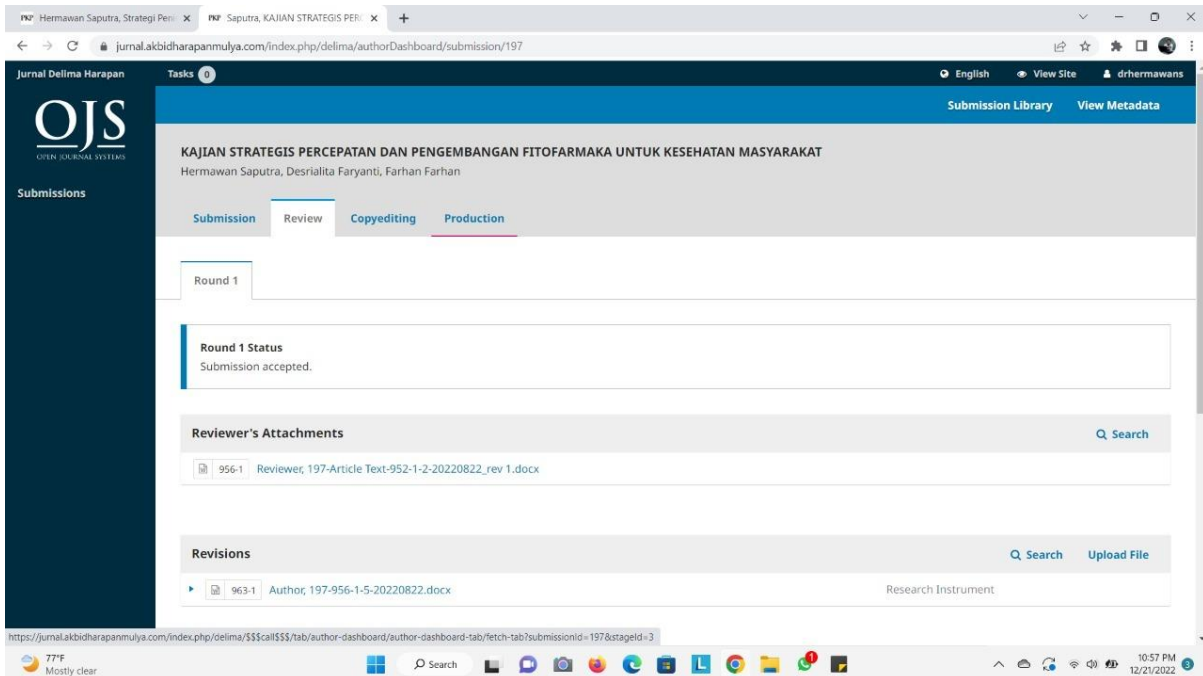 PKP Hermawan Saputra, Strategi Pen
PKP Saputra, KAJIAN STRATEGIS PER
jurnal.akbidharapanmulya.com/index.php/delima/authorDashboard/submission/197
Jurnal Delima Harapan
Tasks 0
English
View Site
drhermawans
OJS
OPEN JOURNAL SYSTEMS
Submission Library
View Metadata
Submissions
KAJIAN STRATEGIS PERCEPATAN DAN PENGEMBANGAN FITOFARMAKA UNTUK KESEHATAN MASYARAKAT
Hermawan Saputra, Desrialita Faryanti, Farhan Farhan
Submission
Review
Copyediting
Production
Round 1
Round 1 Status
Submission accepted.
Reviewer's Attachments
Search
956-1 Reviewer, 197-Article Text-952-1-2-20220822_rev 1.docx
Revisions
Search
Upload File
963-1 Author, 197-956-1-5-20220822.docx
Research Instrument
https://jurnal.akbidharapanmulya.com/index.php/delima/$$$call$$$/tab/author-dashboard/author-dashboard-tab/fetch-tab?submissionId=197&stageId=3
77°F
Mostly clear
Search
L
1
10:57 PM
12/21/2022
3